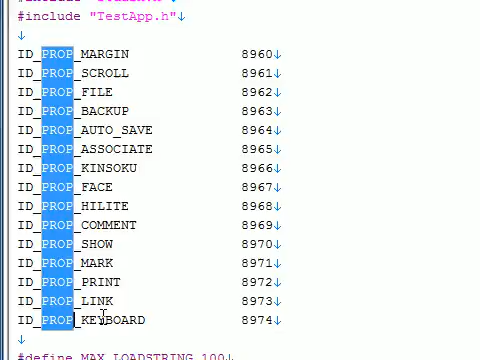 #include "TestApp.h"↓
↓
ID_PROP_MARGIN 8960↓
ID_PROP_SCROLL 8961↓
ID_PROP_FILE 8962↓
ID_PROP_BACKUP 8963↓
ID_PROP_AUTO_SAVE 8964↓
ID_PROP_ASSOCIATE 8965↓
ID_PROP_KINSOKU 8966↓
ID_PROP_FACE 8967↓
ID_PROP_HILITE 8968↓
ID_PROP_COMMENT 8969↓
ID_PROP_SHOW 8970↓
ID_PROP_MARK 8971↓
ID_PROP_PRINT 8972↓
ID_PROP_LINK 8973↓
ID_PROP_KEYBOARD 8974↓
↓
#define MAX_LOADSTRING 100↓